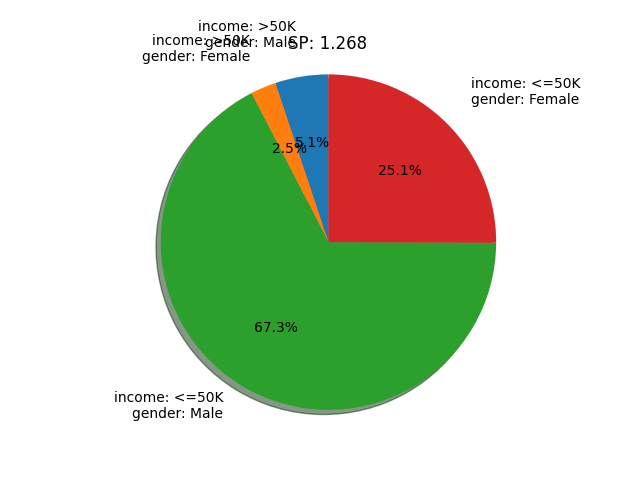 income: >50K
gender: Male
income: >50K
gender: Female
SP: 1.268
income: <=50K
gender: Female
5.1%
2.5%
25.1%
67.3%
income: <=50K
gender: Male